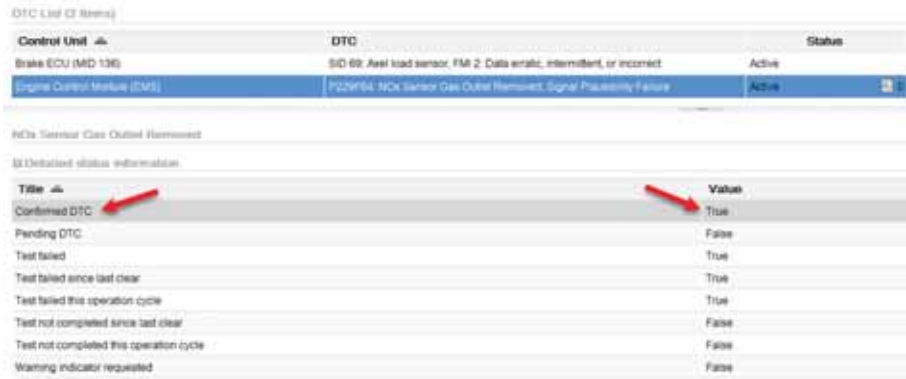 DTC List (2 items)
Control Unit DTC Status
Brake ECU (MID 136) SID 69: Axel load sensor, FMI 2: Data erratic, intermittent, or incorrect Active
Engine Control Module (EMS) P229F64: NOx Sensor Gas Outlet Removed, Signal Plausibility Failure Active
NOx Sensor Gas Outlet Removed
Detailed status information
Title Value
Confirmed DTC True
Pending DTC False
Test failed True
Test failed since last clear True
Test failed this operation cycle True
Test not completed since last clear False
Test not completed this operation cycle False
Warning indicator requested False